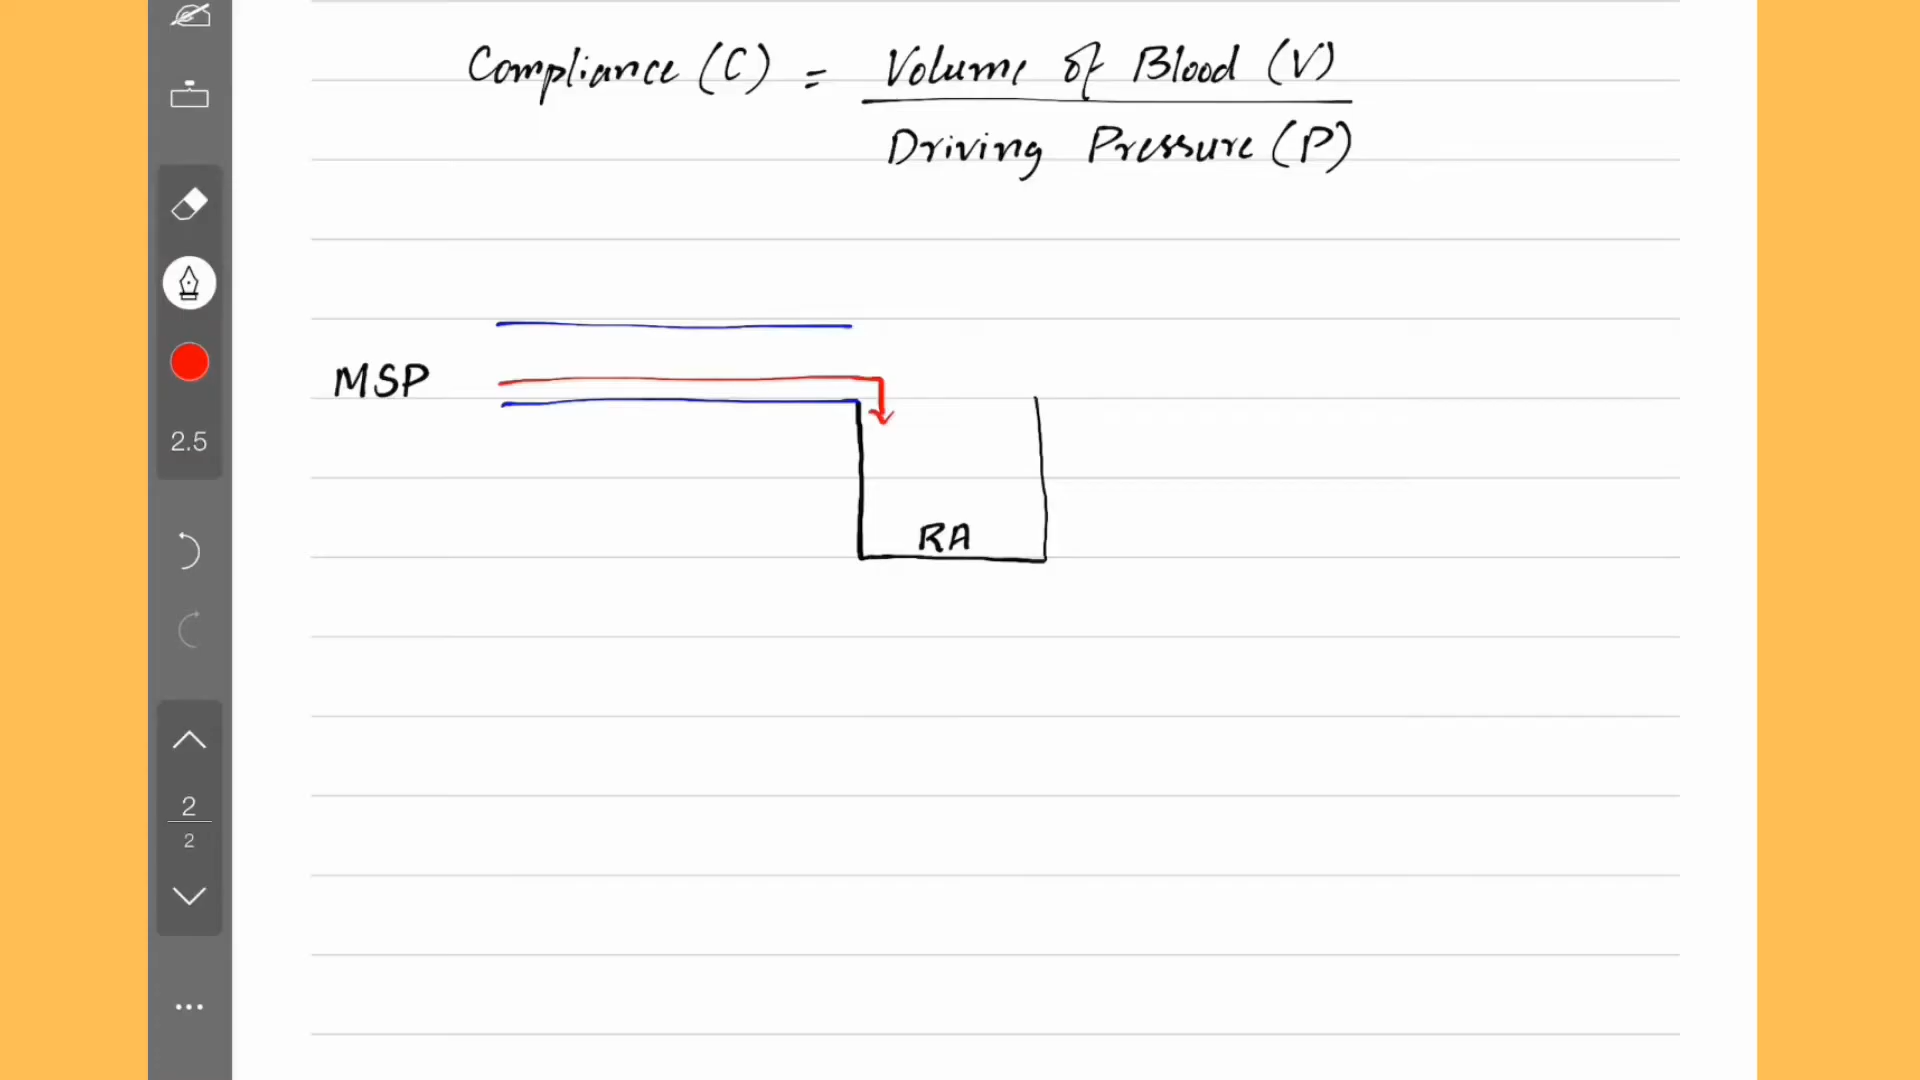 Compliance (C) = Volume of Blood (V)
Driving Pressure (P)
MSP
2.5
RA
2
2